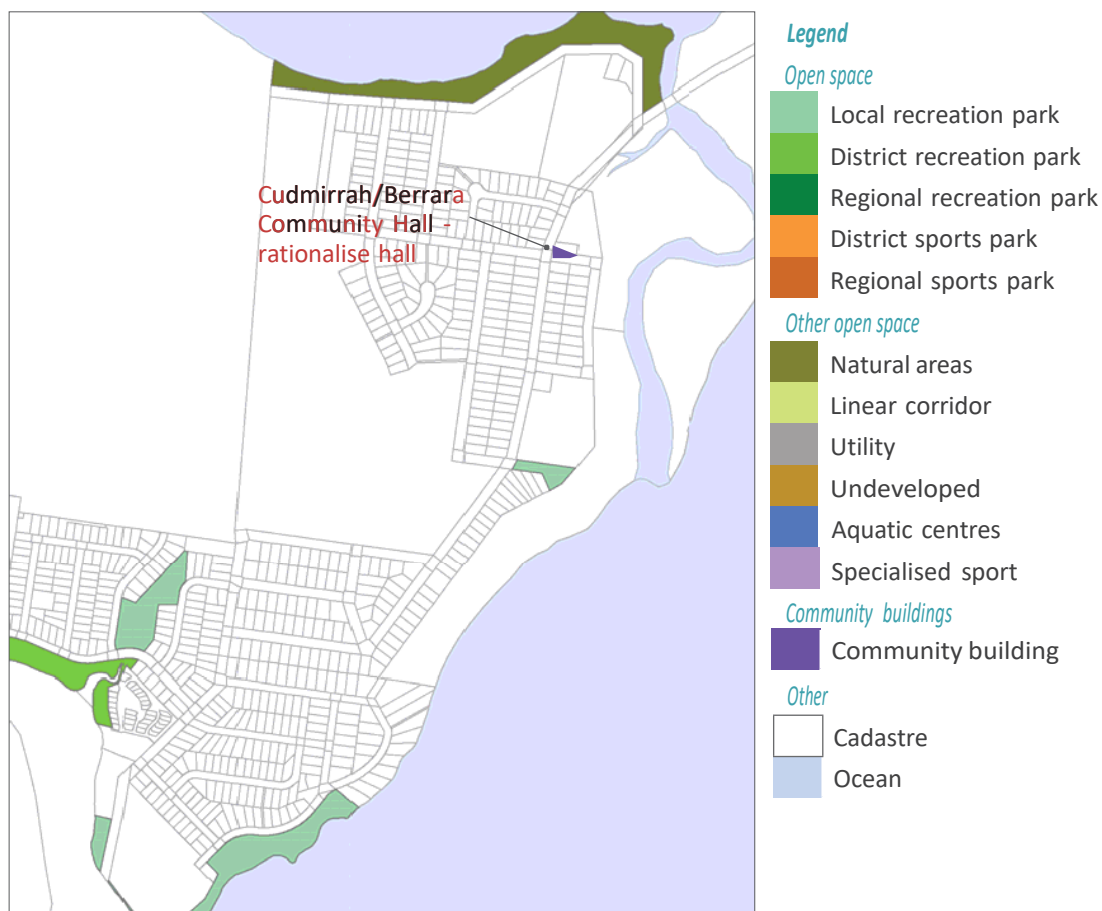 Cudmirrah/Berrara
Community Hall -
rationalise hall
Legend
Open space
Local recreation park
District recreation park
Regional recreation park
District sports park
Regional sports park
Other open space
Natural areas
Linear corridor
Utility
Undeveloped
Aquatic centres
Specialised sport
Community buildings
Community building
Other
Cadastre
Ocean